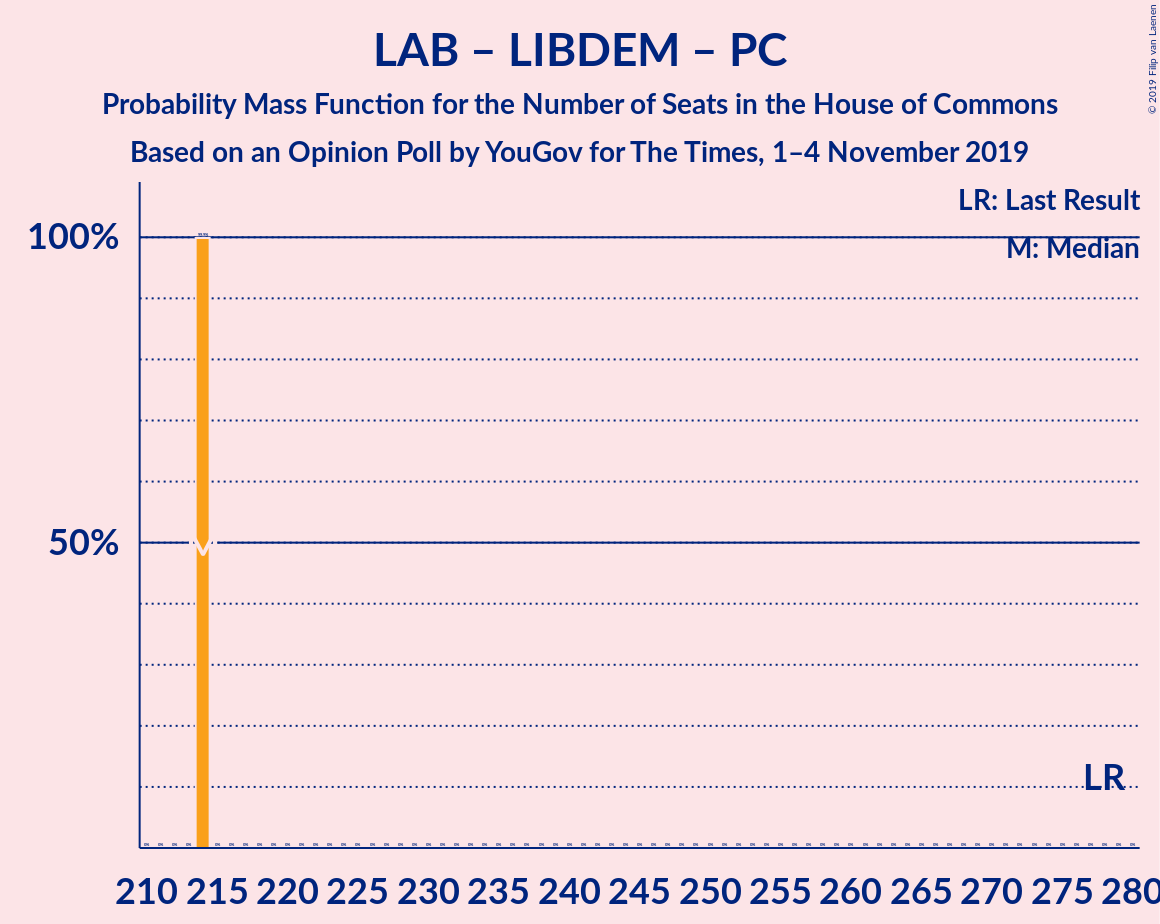 LAB – LIBDEM – PC
Probability Mass Function for the Number of Seats in the House of Commons
Based on an Opinion Poll by YouGov for The Times, 1–4 November 2019
© 2019 Filip van Laenen
LR: Last Result
M: Median
100%
50%
M
LR
210 215 220 225 230 235 240 245 250 255 260 265 270 275 280